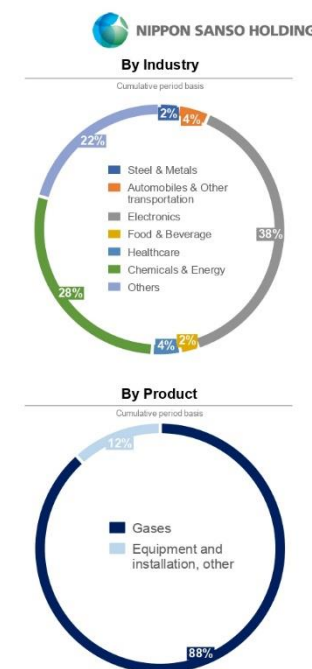 NIPPON SANSO HOLDING
By Industry
Cumulative period basis
2%
4%
22%
Steel & Metals
Automobiles & Other
transportation
Electronics
38%
Food & Beverage
Healthcare
Chemicals & Energy
28%
Others
4%
2%
By Product
Cumulative period basis
12%
Gases
Equipment and
installation, other
88%